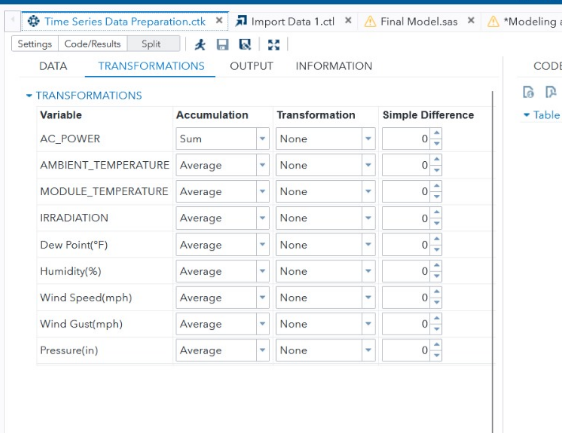 Time Series Data Preparation.ctk × Import Data 1.ctl × Final Model.sas × *Modeling
Settings Code/Results Split
DATA TRANSFORMATIONS OUTPUT INFORMATION
CODE
TRANSFORMATIONS
Table
Variable Accumulation Transformation Simple Difference
AC_POWER Sum None 0
AMBIENT_TEMPERATURE Average None 0
MODULE_TEMPERATURE Average None 0
IRRADIATION Average None 0
Dew Point(°F) Average None 0
Humidity(%) Average None 0
Wind Speed(mph) Average None 0
Wind Gust(mph) Average None 0
Pressure(in) Average None 0